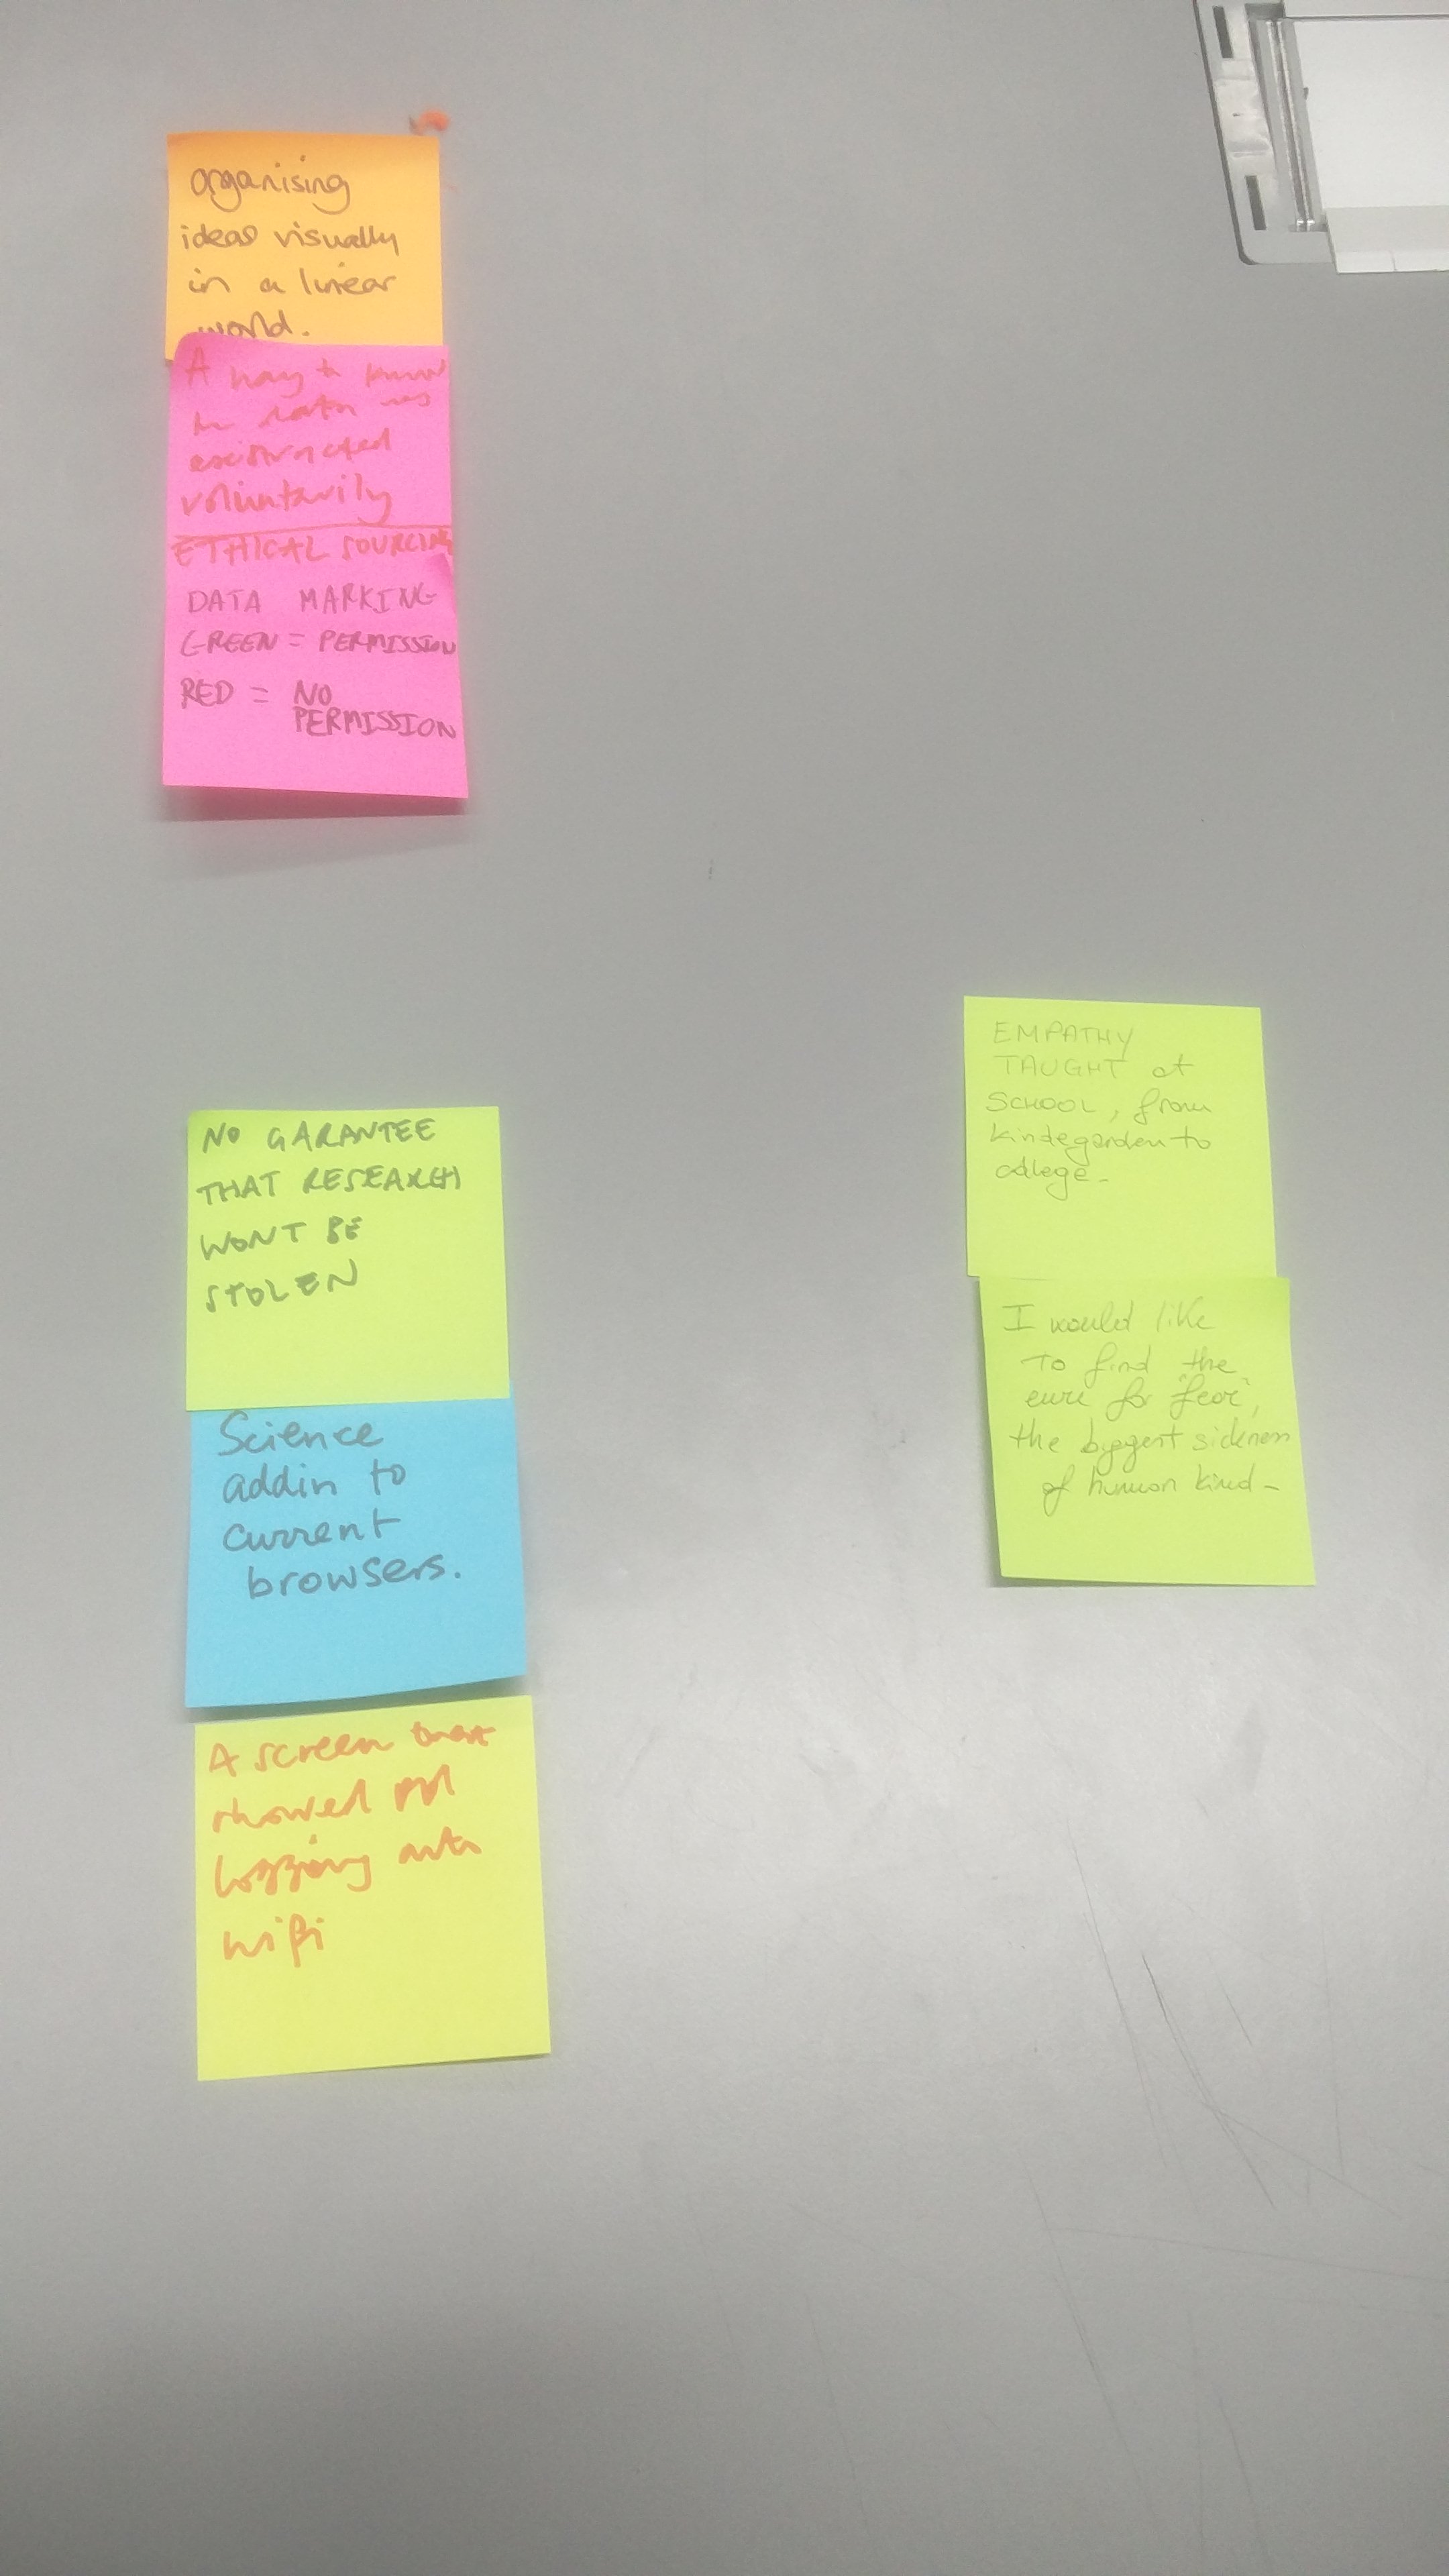 organising
ideas visually
in a linear
world.
A way to know
data was
extracted
voluntarily
ETHICAL SOURCING
DATA MARKING
GREEN = PERMISSION
RED = NO
PERMISSION
NO GARANTEE
THAT RESEARCH
WONT BE
STOLEN
Science
addin to
current
browsers.
A screen that
showed ppl
logging onto
wifi
EMPATHY
TAUGHT at
SCHOOL, from
kindegarden to
college-
I would like
To find the
cure for "fear",
the biggest sickness
of human kind-